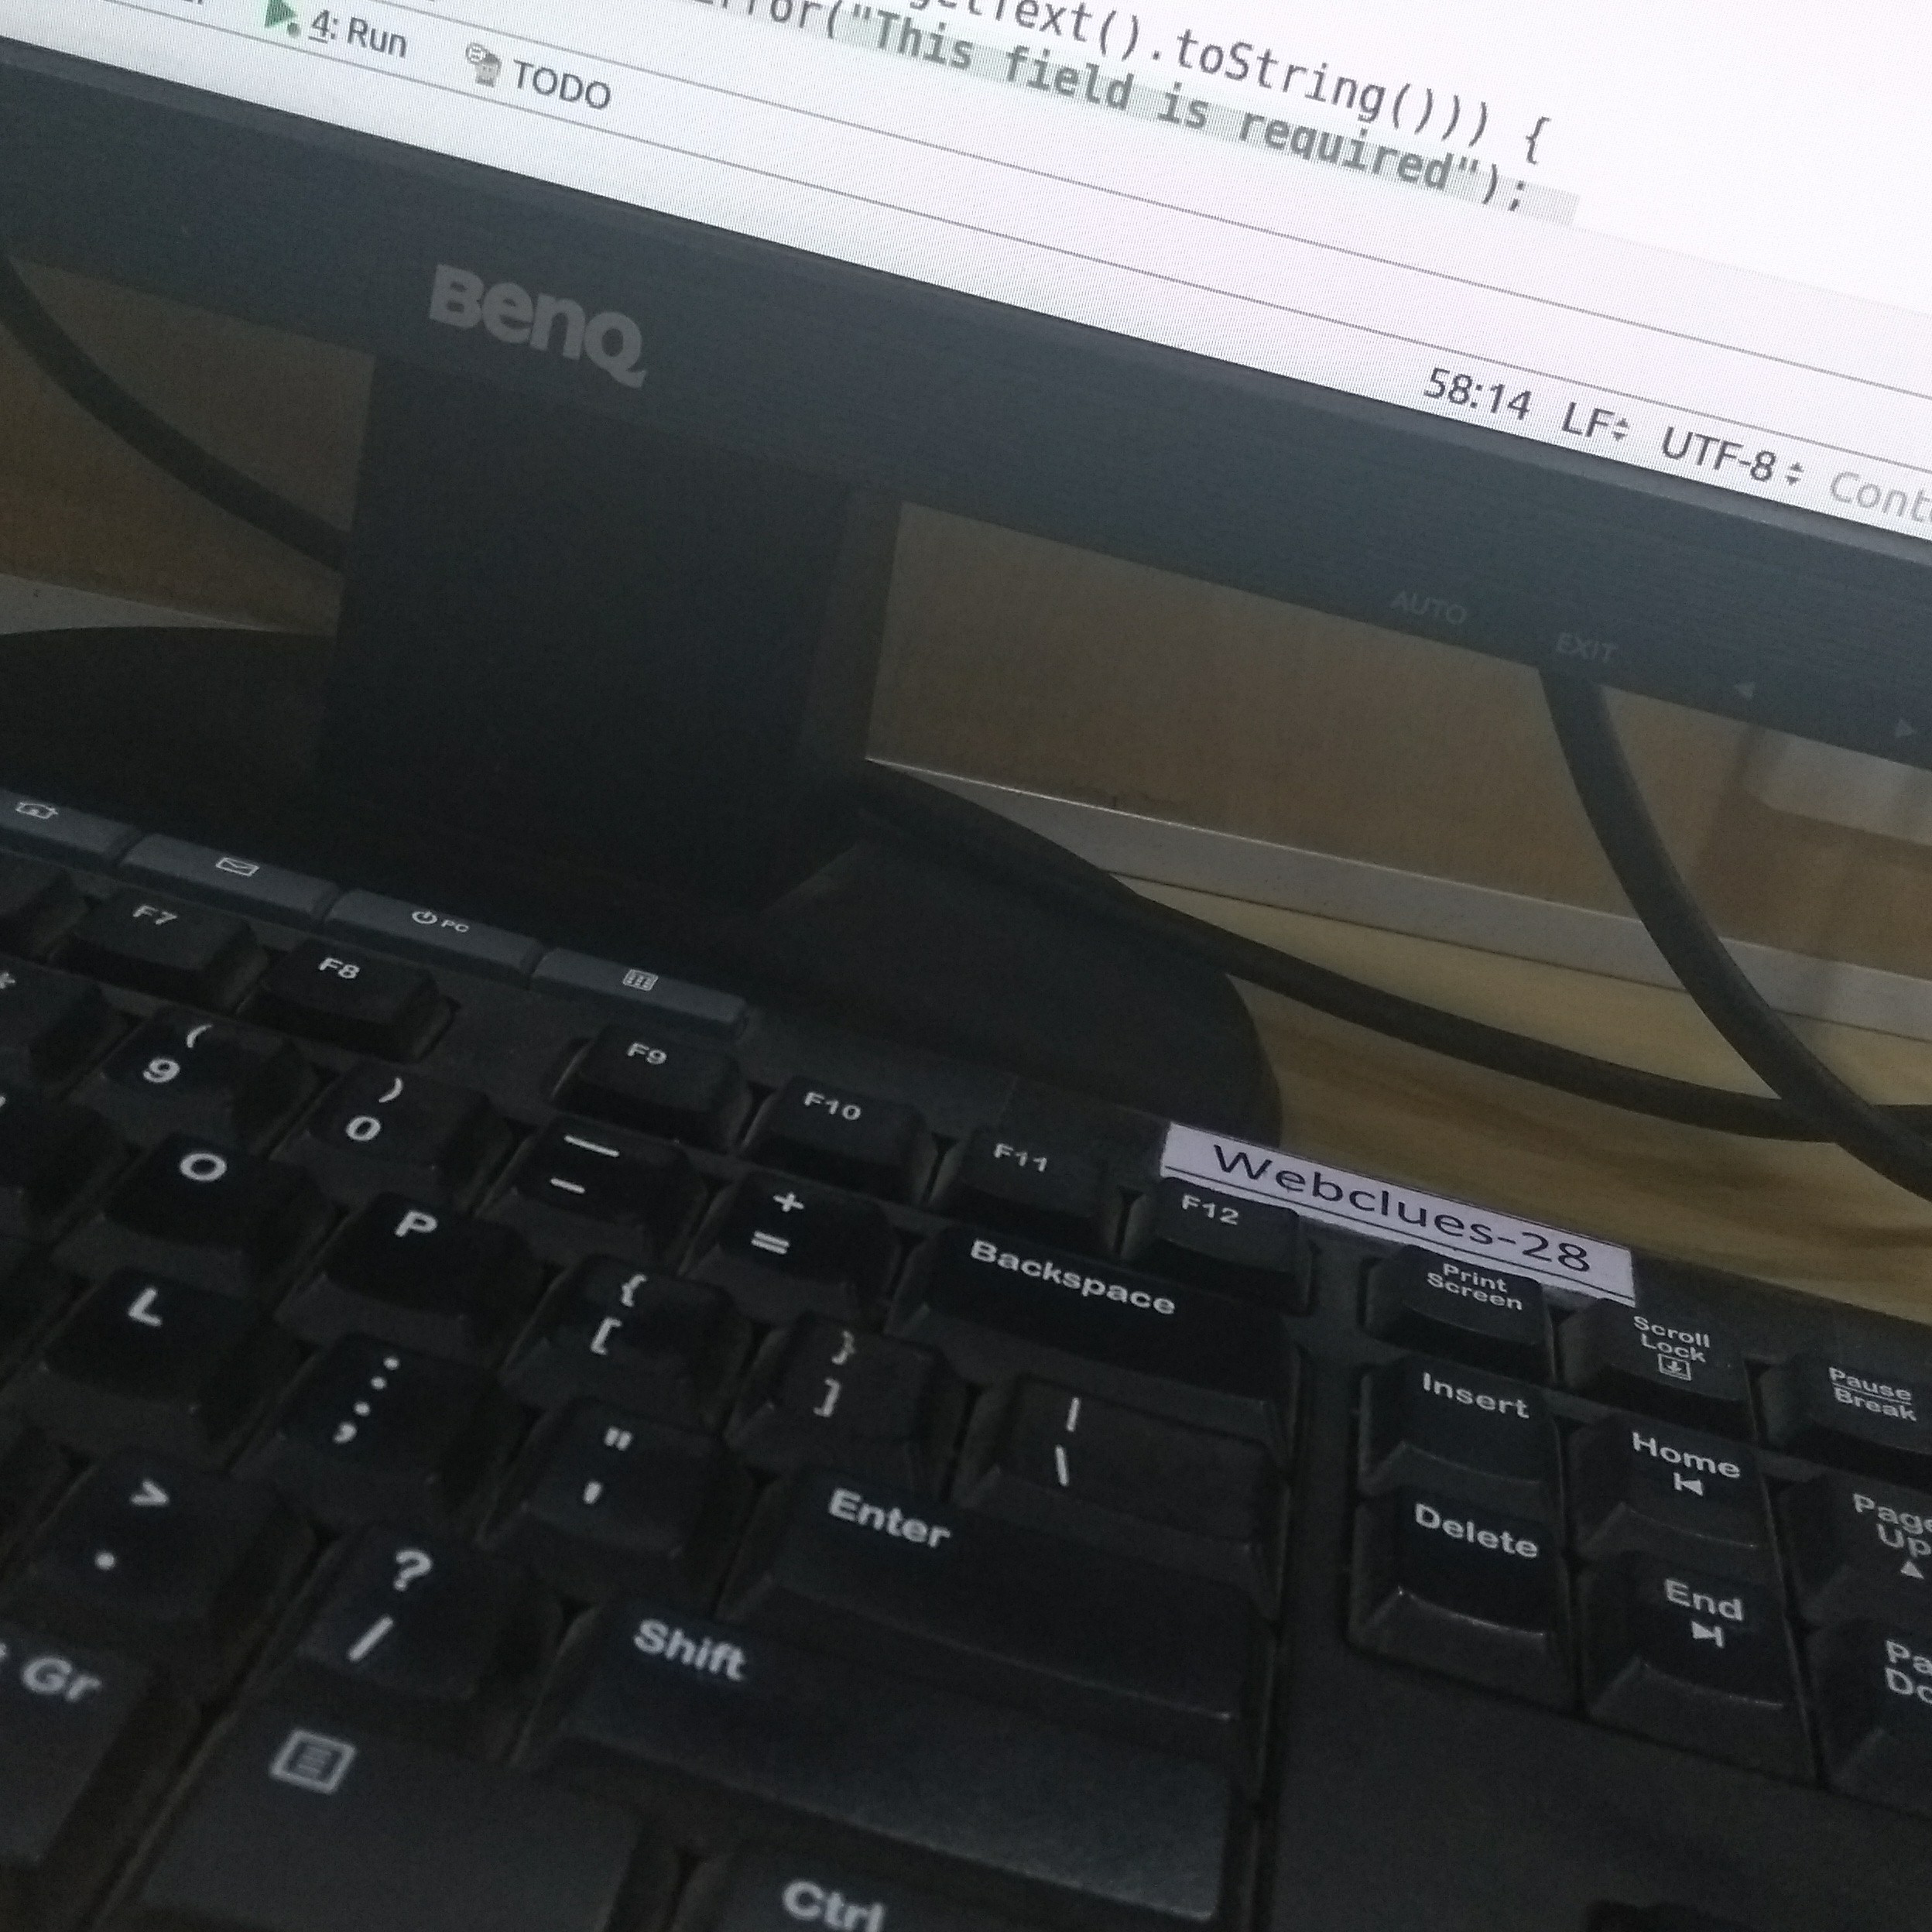 .toString())) {
("This field is required");
4: Run
TODO
58:14 LF UTF-8
BenQ
AUTO
EXIT
PC
F7
F8
F9
F10
F11
F12
Webclues-28
( 9
) 0
_ -
+ =
Backspace
Print Screen
Scroll Lock
Pause Break
O
P
{ [
} ]
| \
Insert
Home
Page Up
L
: ;
" '
Enter
Delete
End
> .
? /
Shift
Gr
Ctrl